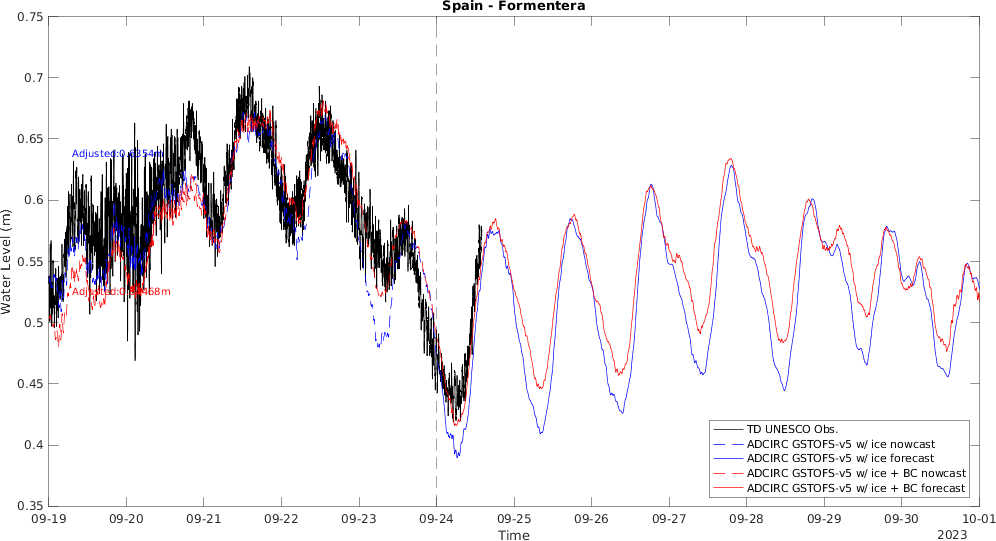 Spain - Formentera
0.75
0.7
0.65
0.6
0.55
0.5
0.45
0.4
0.35
Water Level (m)
Adjusted:0.6354m
09-19
09-20
09-21
09-22
09-23
09-24
09-25
09-26
09-27
09-28
09-29
09-30
10-01
Time
2023
TD UNESCO Obs.
ADCIRC GSTOFS-v5 w/ ice nowcast
ADCIRC GSTOFS-v5 w/ ice forecast
ADCIRC GSTOFS-v5 w/ ice + BC nowcast
ADCIRC GSTOFS-v5 w/ ice + BC forecast